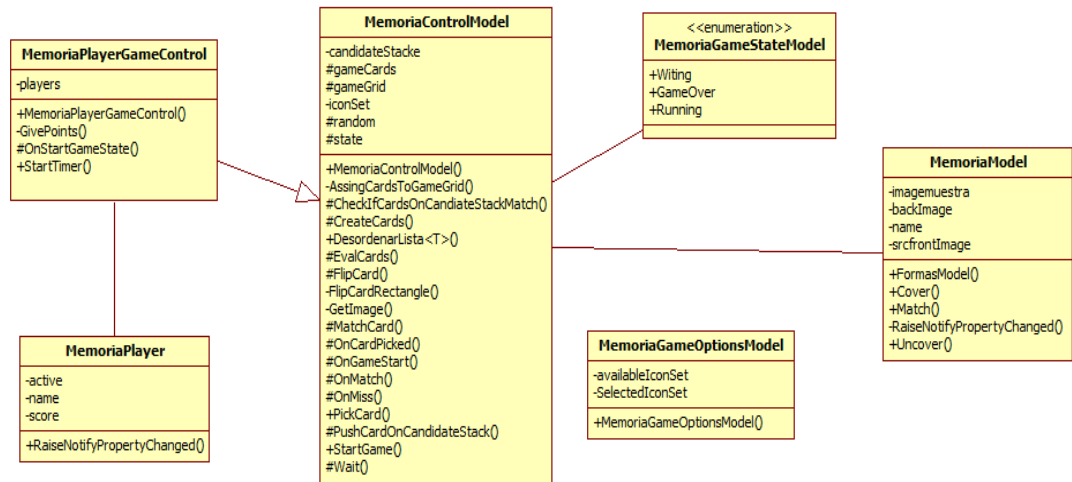 MemoriaPlayerGameControl
-players
+MemoriaPlayerGameControl()
-GivePoints()
#OnStartGameState()
+StartTimer()
MemoriaPlayer
-active
-name
-score
+RaiseNotifyPropertyChanged()
MemoriaControlModel
-candidateStacke
#gameCards
#gameGrid
-iconSet
#random
#state
+MemoriaControlModel()
-AssingCardsToGameGrid()
#CheckIfCardsOnCandiateStackMatch()
#CreateCards()
+DesordenarLista<T>()
#EvalCards()
#FlipCard()
-FlipCardRectangle()
-GetImage()
#MatchCard()
#OnCardPicked()
#OnGameStart()
#OnMatch()
#OnMiss()
+PickCard()
#PushCardOnCandidateStack()
+StartGame()
#Wait()
<<enumeration>>
MemoriaGameStateModel
+Witing
+GameOver
+Running
MemoriaGameOptionsModel
-availableIconSet
-SelectedIconSet
+MemoriaGameOptionsModel()
MemoriaModel
-imagemuestra
-backImage
-name
-srcfrontImage
+FormasModel()
+Cover()
+Match()
-RaiseNotifyPropertyChanged()
+Uncover()